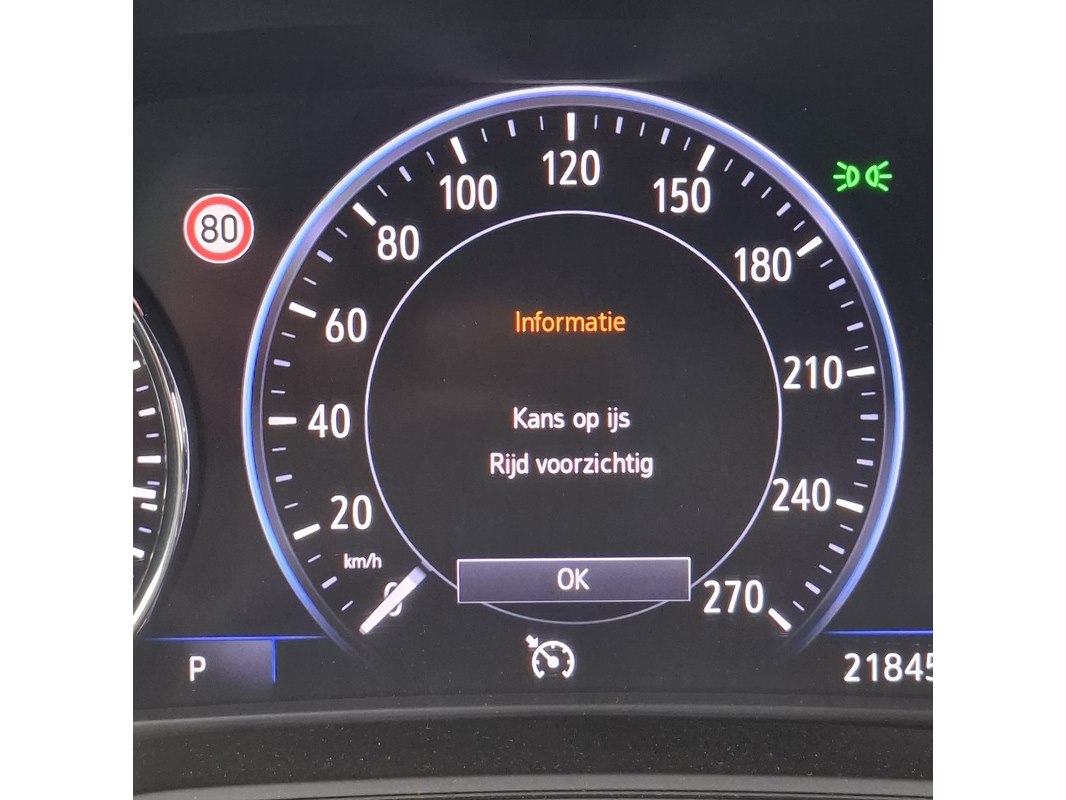 120
100
150
80
80
180
Informatie
60
210
Kans op ijs
40
Rijd voorzichtig
240
20
km/h
OK
0
270
P
21845